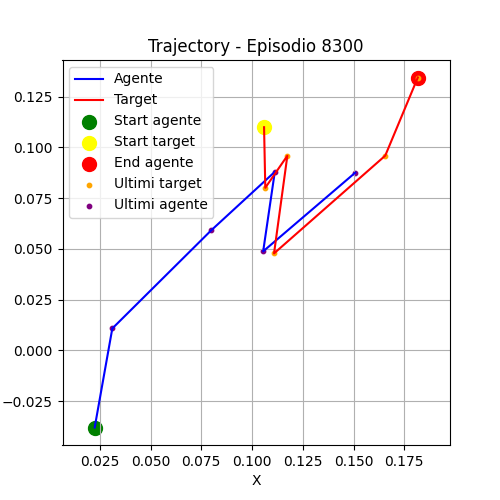 Trajectory - Episodio 8300
Agente
Target
Start agente
Start target
End agente
Ultimi target
Ultimi agente
0.125
0.100
0.075
0.050
0.025
0.000
−0.025
0.025 0.050 0.075 0.100 0.125 0.150 0.175
X